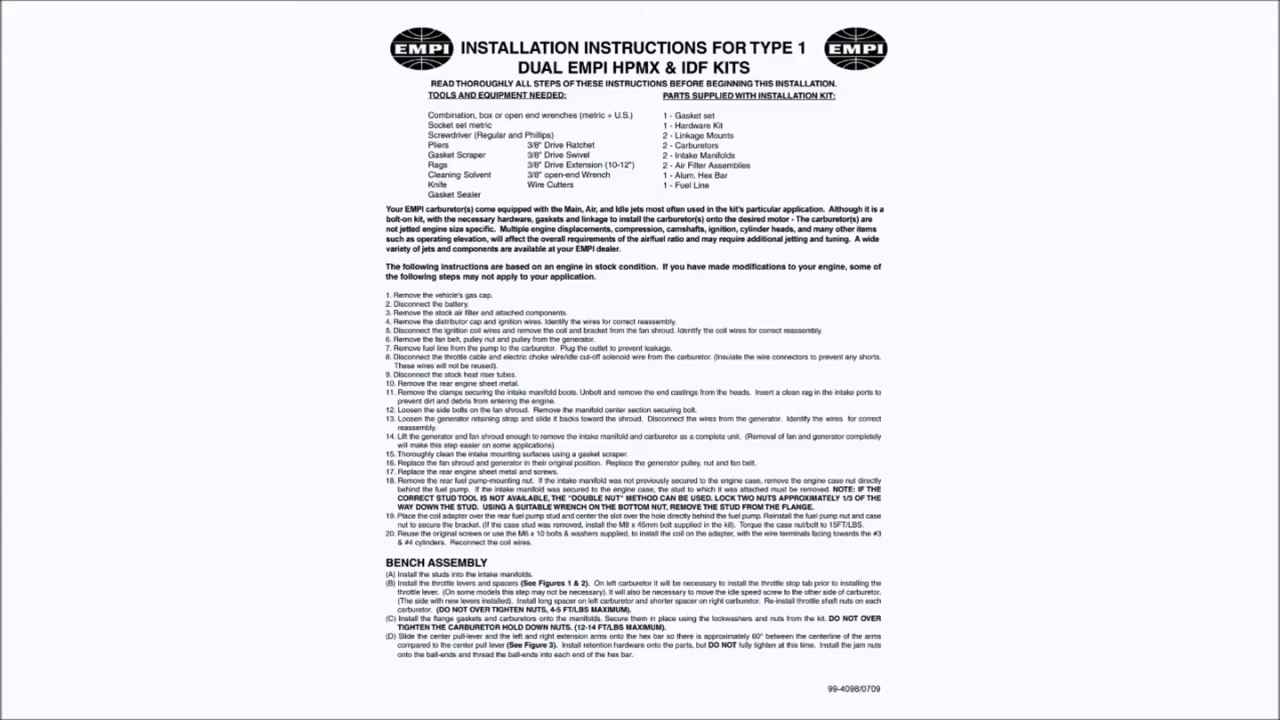 EMPI INSTALLATION INSTRUCTIONS FOR TYPE 1 EMPI
DUAL EMPI HPMX & IDF KITS
READ THOROUGHLY ALL STEPS OF THESE INSTRUCTIONS BEFORE BEGINNING THIS INSTALLATION.
TOOLS AND EQUIPMENT NEEDED:
Combination, box or open end wrenches (metric + U.S.)
Socket set metric
Screwdriver (Regular and Phillips)
Pliers
Gasket Scraper
Rags
Cleaning Solvent
Knife
Gasket Sealer
3/8" Drive Ratchet
3/8" Drive Swivel
3/8" Drive Extension (10-12")
3/8" open-end Wrench
Wire Cutters
PARTS SUPPLIED WITH INSTALLATION KIT:
1 - Gasket set
1 - Hardware Kit
2 - Linkage Mounts
2 - Carburetors
2 - Intake Manifolds
2 - Air Filter Assemblies
1 - Alum. Hex Bar
1 - Fuel Line
Your EMPI carburetor(s) come equipped with the Main, Air, and Idle jets most often used in the kit's particular application. Although it is a
bolt-on kit, with the necessary hardware, gaskets and linkage to install the carburetor(s) onto the desired motor - The carburetor(s) are
not jetted engine size specific. Multiple engine displacements, compression, camshafts, ignition, cylinder heads, and many other items
such as operating elevation, will affect the overall requirements of the air/fuel ratio and may require additional jetting and tuning. A wide
variety of jets and components are available at your EMPI dealer.
The following instructions are based on an engine in stock condition. If you have made modifications to your engine, some of
the following steps may not apply to your application.
1. Remove the vehicle's gas cap.
2. Disconnect the battery.
3. Remove the stock air filter and attached components.
4. Remove the distributor cap and ignition wires. Identify the wires for correct reassembly.
5. Disconnect the ignition coil wires and remove the coil and bracket from the fan shroud. Identify the coil wires for correct reassembly.
6. Remove the fan belt, pulley nut and pulley from the generator.
7. Remove fuel line from the pump to the carburetor. Plug the outlet to prevent leakage.
8. Disconnect the throttle cable and electric choke wire/idle cut-off solenoid wire from the carburetor. (Insulate the wire connectors to prevent any shorts.
These wires will not be reused).
9. Disconnect the stock heat riser tubes.
10. Remove the rear engine sheet metal.
11. Remove the clamps securing the intake manifold boots. Unbolt and remove the end castings from the heads. Insert a clean rag in the intake ports to
prevent dirt and debris from entering the engine.
12. Loosen the side bolts on the fan shroud. Remove the manifold center section securing bolt.
13. Loosen the generator retaining strap and slide it backs toward the shroud. Disconnect the wires from the generator. Identify the wires for correct
reassembly.
14. Lift the generator and fan shroud enough to remove the intake manifold and carburetor as a complete unit. (Removal of fan and generator completely
will make this step easier on some applications)
15. Thoroughly clean the intake mounting surfaces using a gasket scraper.
16. Replace the fan shroud and generator in their original position. Replace the generator pulley, nut and fan belt.
17. Replace the rear engine sheet metal and screws.
18. Remove the rear fuel pump-mounting nut. If the intake manifold was not previously secured to the engine case, remove the engine case nut directly
behind the fuel pump. If the intake manifold was secured to the engine case, the stud to which it was attached must be removed. NOTE: IF THE
CORRECT STUD TOOL IS NOT AVAILABLE, THE "DOUBLE NUT" METHOD CAN BE USED. LOCK TWO NUTS APPROXIMATELY 1/3 OF THE
WAY DOWN THE STUD. USING A SUITABLE WRENCH ON THE BOTTOM NUT, REMOVE THE STUD FROM THE FLANGE.
19. Place the coil adapter over the rear fuel pump stud and center the slot over the hole directly behind the fuel pump. Reinstall the fuel pump nut and case
nut to secure the bracket. (If the case stud was removed, install the M8 x 45mm bolt supplied in the kit). Torque the case nut/bolt to 15FT/LBS.
20. Reuse the original screws or use the M6 x 10 bolts & washers supplied, to install the coil on the adapter, with the wire terminals facing towards the #3
& #4 cylinders. Reconnect the coil wires.
BENCH ASSEMBLY
(A) Install the studs into the intake manifolds.
(B) Install the throttle levers and spacers (See Figures 1 & 2). On left carburetor it will be necessary to install the throttle stop tab prior to installing the
throttle lever. (On some models this step may not be necessary). It will also be necessary to move the idle speed screw to the other side of carburetor.
(The side with new levers installed). Install long spacer on left carburetor and shorter spacer on right carburetor. Re-install throttle shaft nuts on each
carburetor. (DO NOT OVER TIGHTEN NUTS, 4-5 FT/LBS MAXIMUM).
(C) Install the flange gaskets and carburetors onto the manifolds. Secure them in place using the lockwashers and nuts from the kit. DO NOT OVER
TIGHTEN THE CARBURETOR HOLD DOWN NUTS. (12-14 FT/LBS MAXIMUM).
(D) Slide the center pull-lever and the left and right extension arms onto the hex bar so there is approximately 60° between the centerline of the arms
compared to the center pull lever (See Figure 3). Install retention hardware onto the parts, but DO NOT fully tighten at this time. Install the jam nuts
onto the ball-ends and thread the ball-ends into each end of the hex bar.
99-4098/0709